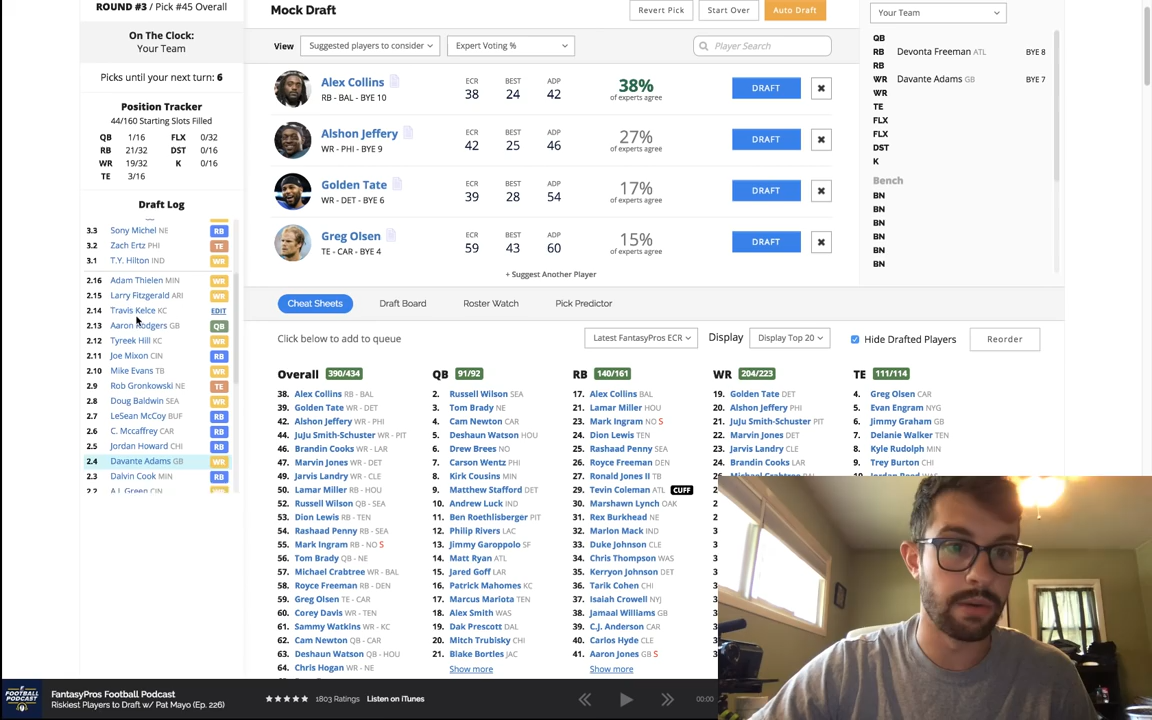 ROUND #3 / Pick #45 Overall
On The Clock:
Your Team
Picks until your next turn: 6
Position Tracker
44/160 Starting Slots Filled
QB 1/16 FLX 0/32
RB 21/32 DST 0/16
WR 19/32 K 0/16
TE 3/16
Draft Log
3.3 Sony Michel NE RB
3.2 Zach Ertz PHI TE
3.1 T.Y. Hilton IND WR
2.16 Adam Thielen MIN WR
2.15 Larry Fitzgerald ARI WR
2.14 Travis Kelce KC EDIT
2.13 Aaron Rodgers GB QB
2.12 Tyreek Hill KC WR
2.11 Joe Mixon CIN RB
2.10 Mike Evans TB WR
2.9 Rob Gronkowski NE TE
2.8 Doug Baldwin SEA WR
2.7 LeSean McCoy BUF RB
2.6 C. Mccaffrey CAR RB
2.5 Jordan Howard CHI RB
2.4 Davante Adams GB WR
2.3 Dalvin Cook MIN RB
2.2 A.J. Green CIN
Mock Draft
Revert Pick Start Over Auto Draft
View Suggested players to consider Expert Voting % Player Search
Alex Collins ECR BEST ADP 38% DRAFT
RB - BAL - BYE 10 38 24 42 of experts agree
Alshon Jeffery ECR BEST ADP 27% DRAFT
WR - PHI - BYE 9 42 25 46 of experts agree
Golden Tate ECR BEST ADP 17% DRAFT
WR - DET - BYE 6 39 28 54 of experts agree
Greg Olsen ECR BEST ADP 15% DRAFT
TE - CAR - BYE 4 59 43 60 of experts agree
+ Suggest Another Player
Cheat Sheets Draft Board Roster Watch Pick Predictor
Click below to add to queue Latest FantasyPros ECR Display Display Top 20 Hide Drafted Players Reorder
Overall 390/434
38. Alex Collins RB - BAL
39. Golden Tate WR - DET
42. Alshon Jeffery WR - PHI
44. JuJu Smith-Schuster WR - PIT
46. Brandin Cooks WR - LAR
47. Marvin Jones WR - DET
49. Jarvis Landry WR - CLE
50. Lamar Miller RB - HOU
52. Russell Wilson QB - SEA
53. Dion Lewis RB - TEN
54. Rashaad Penny RB - SEA
55. Mark Ingram RB - NO S
56. Tom Brady QB - NE
57. Michael Crabtree WR - BAL
58. Royce Freeman RB - DEN
59. Greg Olsen TE - CAR
60. Corey Davis WR - TEN
61. Sammy Watkins WR - KC
62. Cam Newton QB - CAR
63. Deshaun Watson QB - HOU
64. Chris Hogan WR - NE
QB 91/92
2. Russell Wilson SEA
3. Tom Brady NE
4. Cam Newton CAR
5. Deshaun Watson HOU
6. Drew Brees NO
7. Carson Wentz PHI
8. Kirk Cousins MIN
9. Matthew Stafford DET
10. Andrew Luck IND
11. Ben Roethlisberger PIT
12. Philip Rivers LAC
13. Jimmy Garoppolo SF
14. Matt Ryan ATL
15. Jared Goff LAR
16. Patrick Mahomes KC
17. Marcus Mariota TEN
18. Alex Smith WAS
19. Dak Prescott DAL
20. Mitch Trubisky CHI
21. Blake Bortles JAC
Show more
RB 140/161
17. Alex Collins BAL
21. Lamar Miller HOU
23. Mark Ingram NO S
24. Dion Lewis TEN
25. Rashaad Penny SEA
26. Royce Freeman DEN
27. Ronald Jones II TB
29. Tevin Coleman ATL CUFF
30. Marshawn Lynch OAK
31. Rex Burkhead NE
32. Marlon Mack IND
33. Duke Johnson CLE
34. Chris Thompson WAS
35. Kerryon Johnson DET
36. Tarik Cohen CHI
37. Isaiah Crowell NYJ
38. Jamaal Williams GB
39. C.J. Anderson CAR
40. Carlos Hyde CLE
41. Aaron Jones GB S
Show more
WR 204/223
19. Golden Tate DET
20. Alshon Jeffery PHI
21. JuJu Smith-Schuster PIT
22. Marvin Jones DET
23. Jarvis Landry CLE
24. Brandin Cooks LAR
TE 111/114
4. Greg Olsen CAR
5. Evan Engram NYG
6. Jimmy Graham GB
7. Delanie Walker TEN
8. Kyle Rudolph MIN
9. Trey Burton CHI
Your Team
QB
RB Devonta Freeman ATL BYE 8
RB
WR Davante Adams GB BYE 7
WR
TE
FLX
FLX
DST
K
Bench
BN
BN
BN
BN
BN
BN
FOOTBALL PODCAST
FantasyPros Football Podcast
Riskiest Players to Draft w/ Pat Mayo (Ep. 226)
1803 Ratings Listen on iTunes 00:00